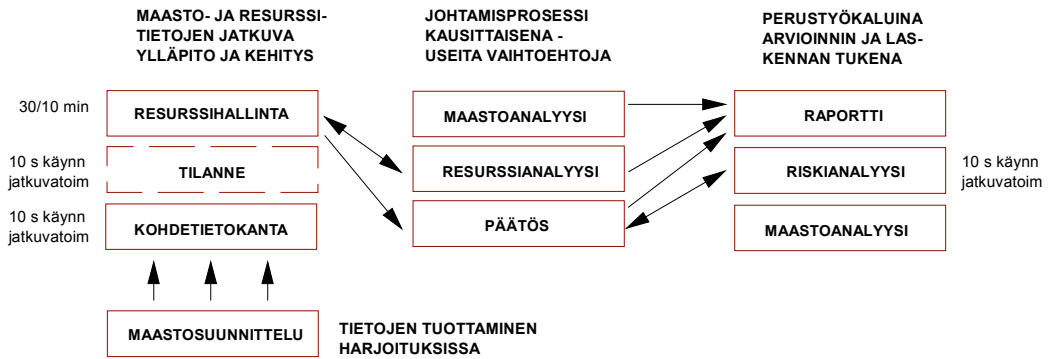 MAASTO- JA RESURSSI-
TIETOJEN JATKUVA
YLLÄPITO JA KEHITYS
JOHTAMISPROSESSI
KAUSITTAISENA -
USEITA VAIHTOEHTOJA
PERUSTYÖKALUINA
ARVIOINNIN JA LAS-
KENNAN TUKENA
30/10 min
RESURSSIHALLINTA
10 s käynn
jatkuvatoim
TILANNE
10 s käynn
jatkuvatoim
KOHDETIETOKANTA
MAASTOSUUNNITTELU
TIETOJEN TUOTTAMINEN
HARJOITUKSISSA
MAASTOANALYYSI
RESURSSIANALYYSI
PÄÄTÖS
RAPORTTI
RISKIANALYYSI
10 s käynn
jatkuvatoim
MAASTOANALYYSI